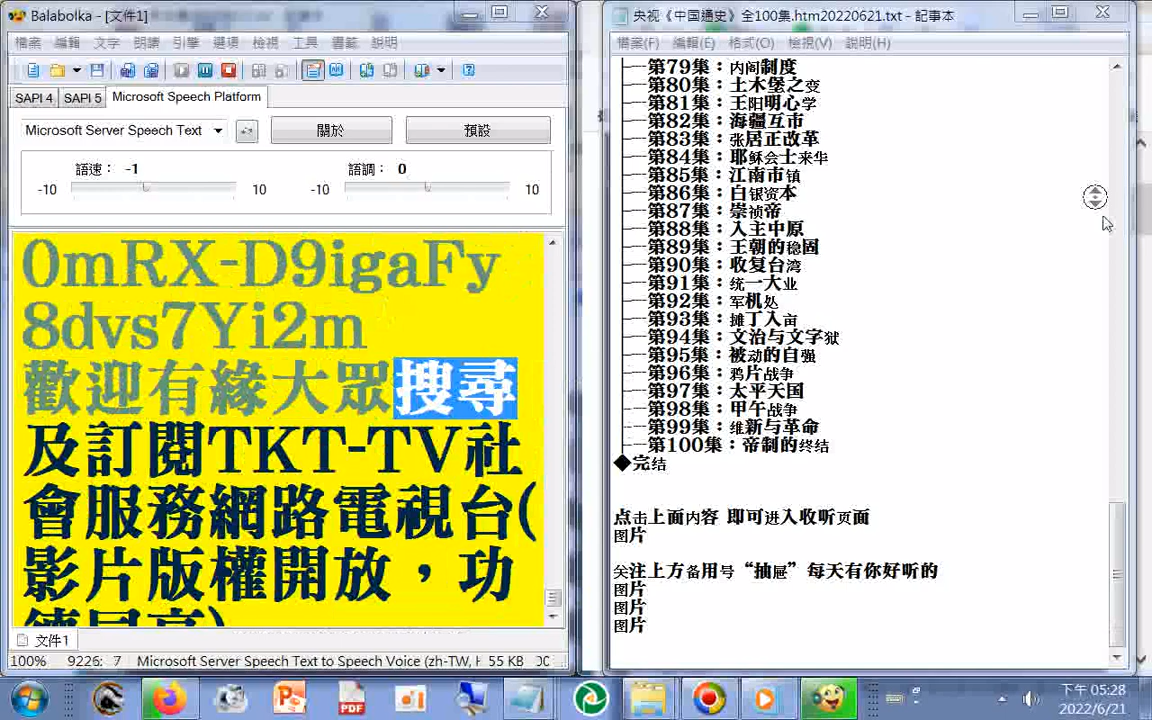 Balabolka - [文件1]
檔案 編輯 文字 朗讀 引擎 選項 檢視 工具 書籤 說明
SAPI 4 SAPI 5 Microsoft Speech Platform
Microsoft Server Speech Text 關於 預設
語速： -1 語調： 0
-10 10 -10 10
0mRX-D9igaFy
8dvs7Yi2m
歡迎有緣大眾搜尋
及訂閱TKT-TV社
會服務網路電視台(
影片版權開放，功
德回享)
文件1
100% 9226: 7 Microsoft Server Speech Text to Speech Voice (zh-TW, H 55 KB
央视《中国通史》全100集.htm20220621.txt - 記事本
檔案(F) 編輯(E) 格式(O) 檢視(V) 說明(H)
├─第79集：内阁制度
├─第80集：土木堡之变
├─第81集：王阳明心学
├─第82集：海疆互市
├─第83集：张居正改革
├─第84集：耶稣会士来华
├─第85集：江南市镇
├─第86集：白银资本
├─第87集：崇祯帝
├─第88集：入主中原
├─第89集：王朝的稳固
├─第90集：收复台湾
├─第91集：统一大业
├─第92集：军机处
├─第93集：摊丁入亩
├─第94集：文治与文字狱
├─第95集：被动的自强
├─第96集：鸦片战争
├─第97集：太平天国
├─第98集：甲午战争
├─第99集：维新与革命
└─第100集：帝制的终结
◆完结
点击上面内容 即可进入收听页面
图片
关注上方备用号“抽屉”每天有你好听的
图片
图片
图片
下午 05:28
2022/6/21